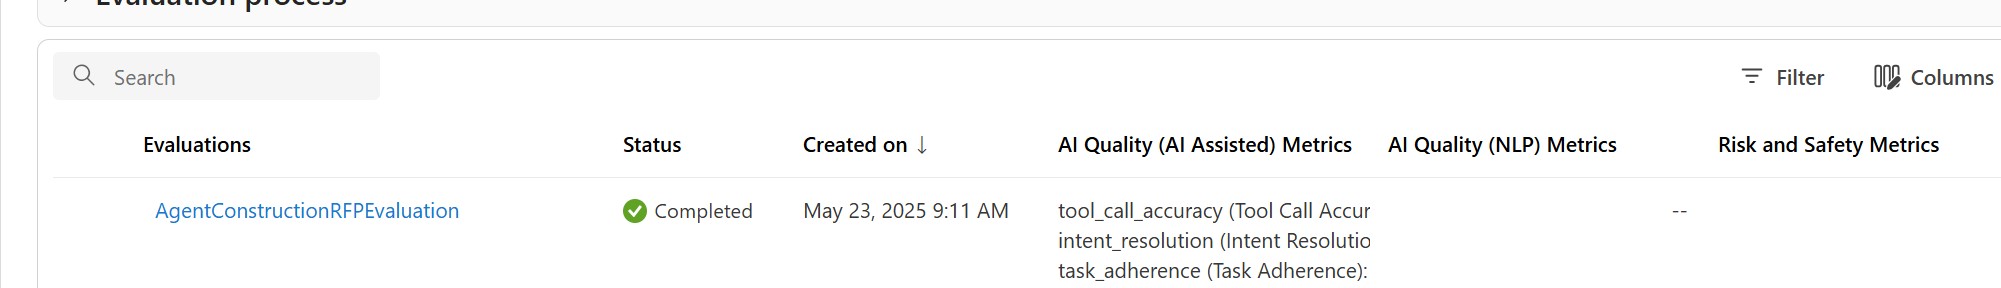 Evaluation process
Search
Filter
Columns
Evaluations Status Created on ↓ AI Quality (AI Assisted) Metrics AI Quality (NLP) Metrics Risk and Safety Metrics
AgentConstructionRFPEvaluation Completed May 23, 2025 9:11 AM tool_call_accuracy (Tool Call Accur --
intent_resolution (Intent Resolutio
task_adherence (Task Adherence):